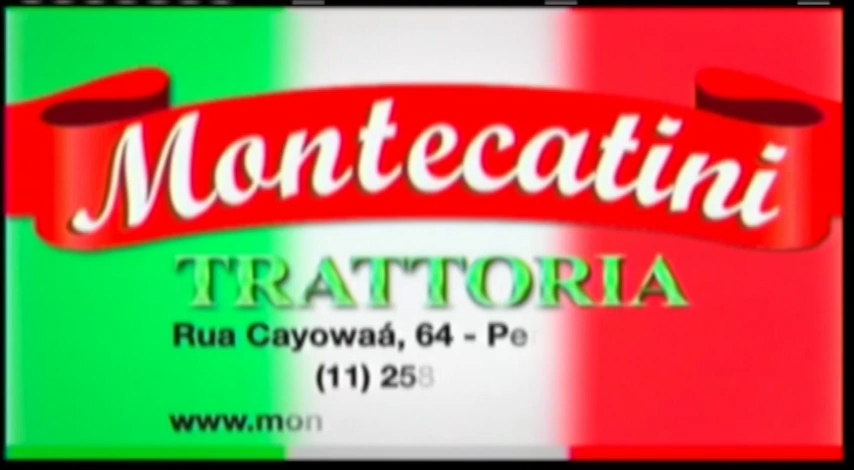 Montecatini
TRATTORIA
Rua Cayowaá, 64 - Pe
(11) 258
www.mon